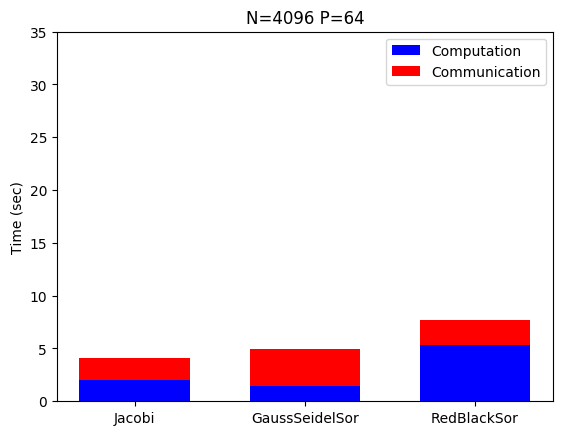 N=4096 P=64
Computation
Communication
Time (sec)
35
30
25
20
15
10
5
0
Jacobi
GaussSeidelSor
RedBlackSor